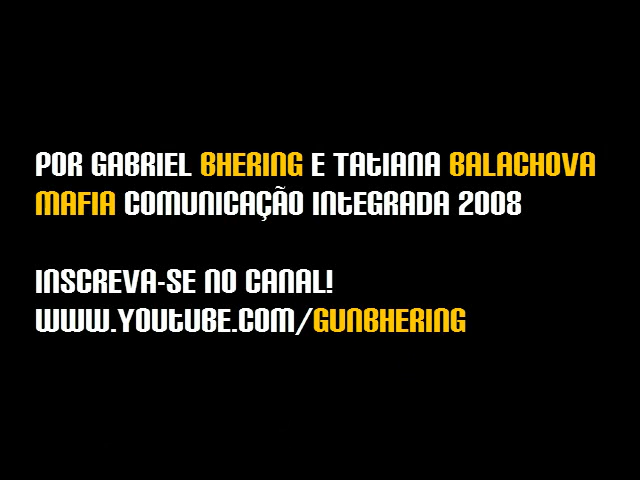 POR GABRIEL BHERING E TATIANA BALACHOVA
MAFIA COMUNICAÇÃO INTEGRADA 2008
INSCREVA-SE NO CANAL!
WWW.YOUTUBE.COM/GUNBHERING